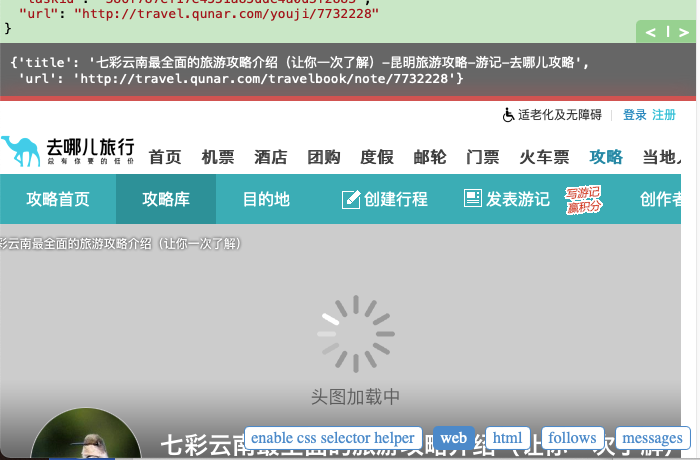 "url": "http://travel.qunar.com/youji/7732228"
}
< | >
{'title': '七彩云南最全面的旅游攻略介绍（让你一次了解）-昆明旅游攻略-游记-去哪儿攻略',
'url': 'http://travel.qunar.com/travelbook/note/7732228'}
适老化及无障碍 登录 注册
去哪儿旅行
总有你要的低价
首页 机票 酒店 团购 度假 邮轮 门票 火车票 攻略 当地人
攻略首页 攻略库 目的地 创建行程 发表游记 写游记 赢积分 创作者
彩云南最全面的旅游攻略介绍（让你一次了解）
头图加载中
七彩云南最全面的旅游攻略介绍（让你一次了解）
enable css selector helper web html follows messages